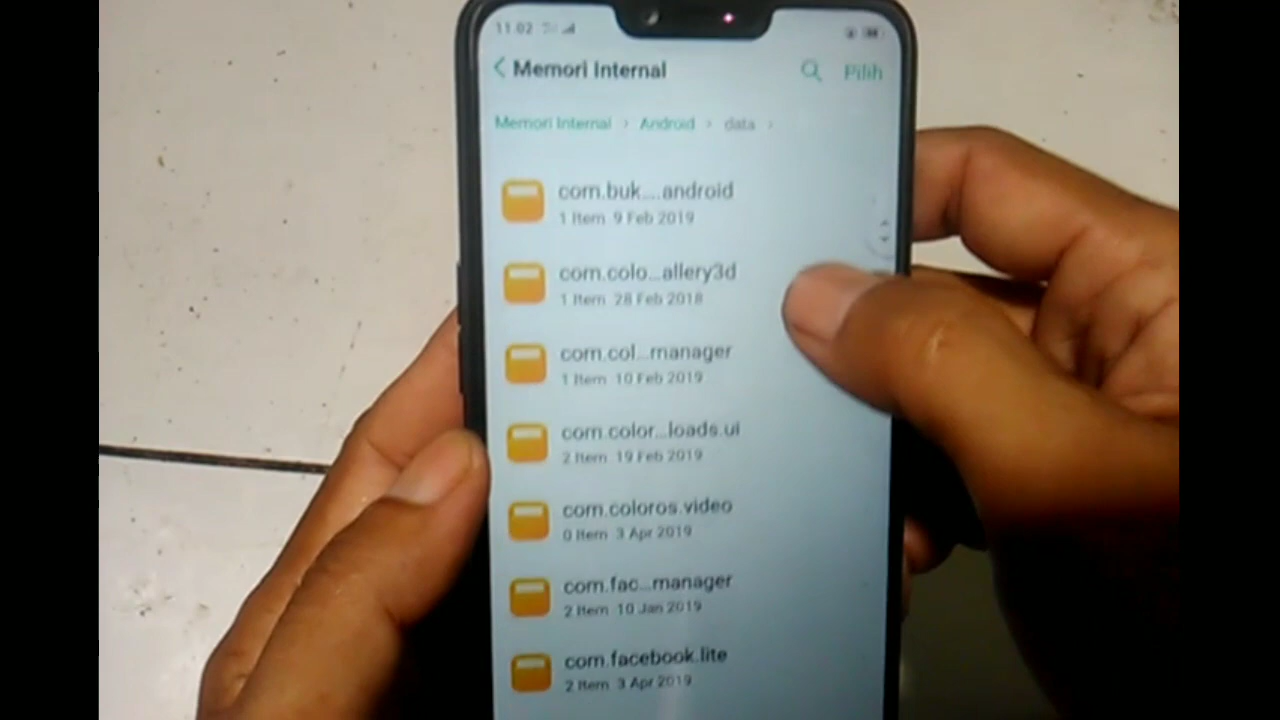 11.02
Memori Internal
Pilih
Memori Internal > Android > data >
com.buk....android
1 Item 9 Feb 2019
com.colo...allery3d
1 Item 28 Feb 2018
com.col...manager
1 Item 10 Feb 2019
com.color...loads.ui
2 Item 19 Feb 2019
com.coloros.video
0 Item 3 Apr 2019
com.fac...manager
2 Item 10 Jan 2019
com.facebook.lite
2 Item 3 Apr 2019